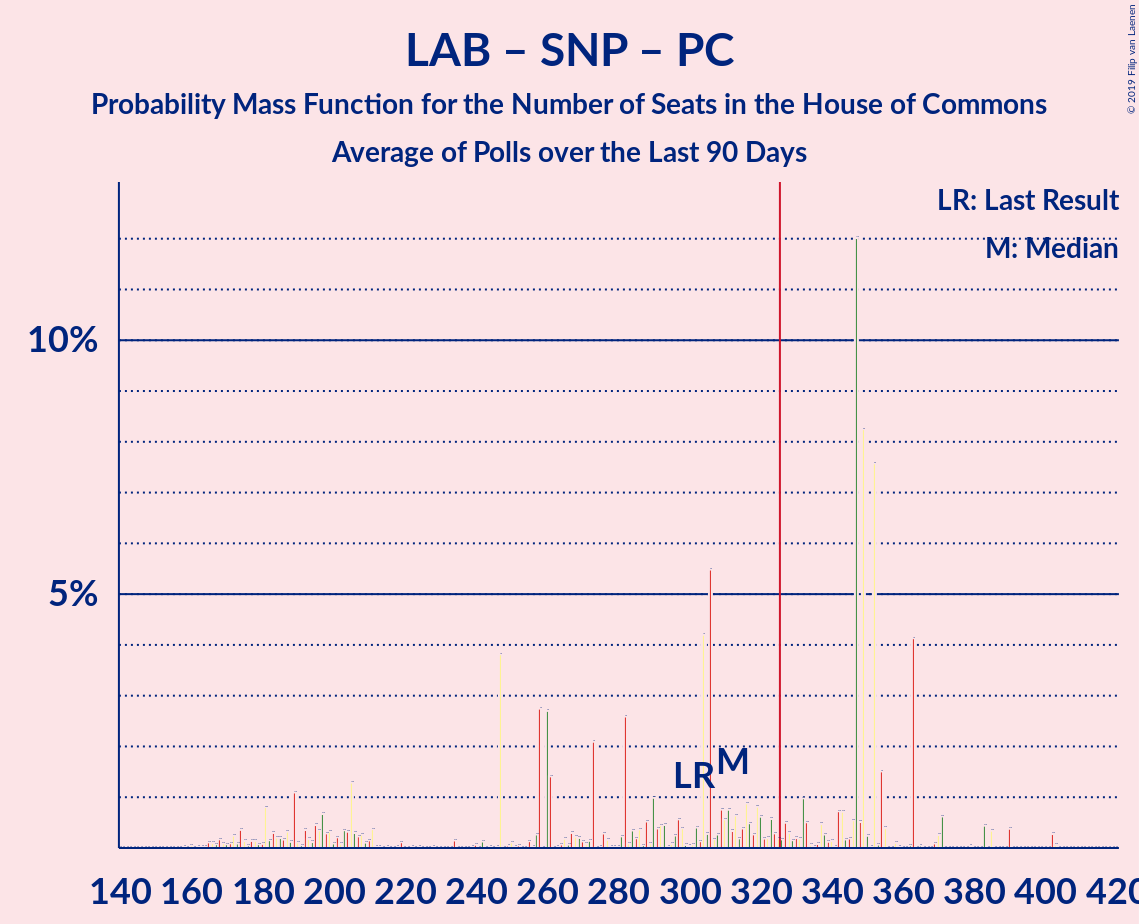 LAB – SNP – PC
Probability Mass Function for the Number of Seats in the House of Commons
Average of Polls over the Last 90 Days
© 2019 Filip van Laenen
LR: Last Result
M: Median
10%
5%
LR
M
140 160 180 200 220 240 260 280 300 320 340 360 380 400 420